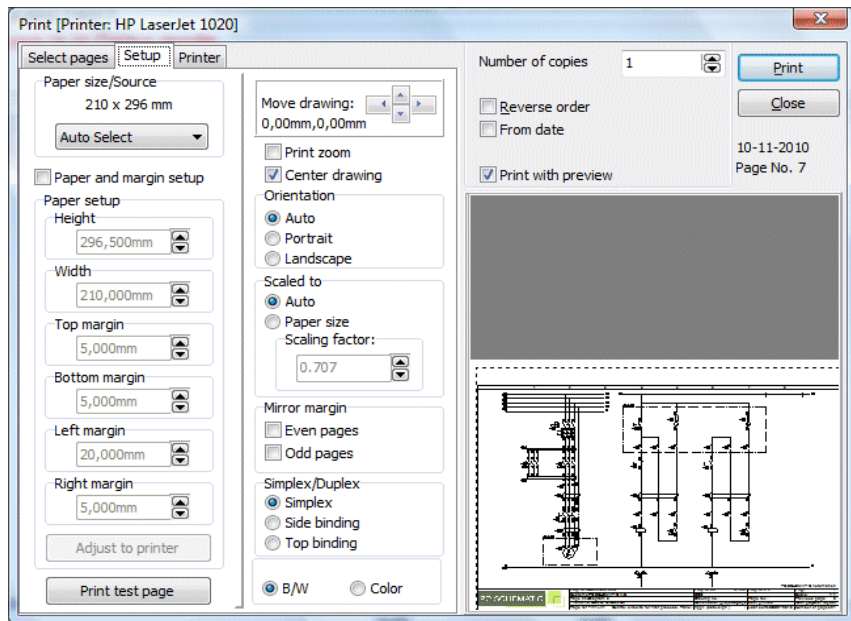 Print [Printer: HP LaserJet 1020]
Select pages
Setup
Printer
Paper size/Source
210 x 296 mm
Auto Select
Paper and margin setup
Paper setup
Height
296,500mm
Width
210,000mm
Top margin
5,000mm
Bottom margin
5,000mm
Left margin
20,000mm
Right margin
5,000mm
Adjust to printer
Print test page
Move drawing:
0,00mm,0,00mm
Print zoom
Center drawing
Orientation
Auto
Portrait
Landscape
Scaled to
Auto
Paper size
Scaling factor:
0.707
Mirror margin
Even pages
Odd pages
Simplex/Duplex
Simplex
Side binding
Top binding
B/W
Color
Number of copies
1
Print
Reverse order
Close
From date
10-11-2010
Print with preview
Page No. 7
PC|SCHEMATIC